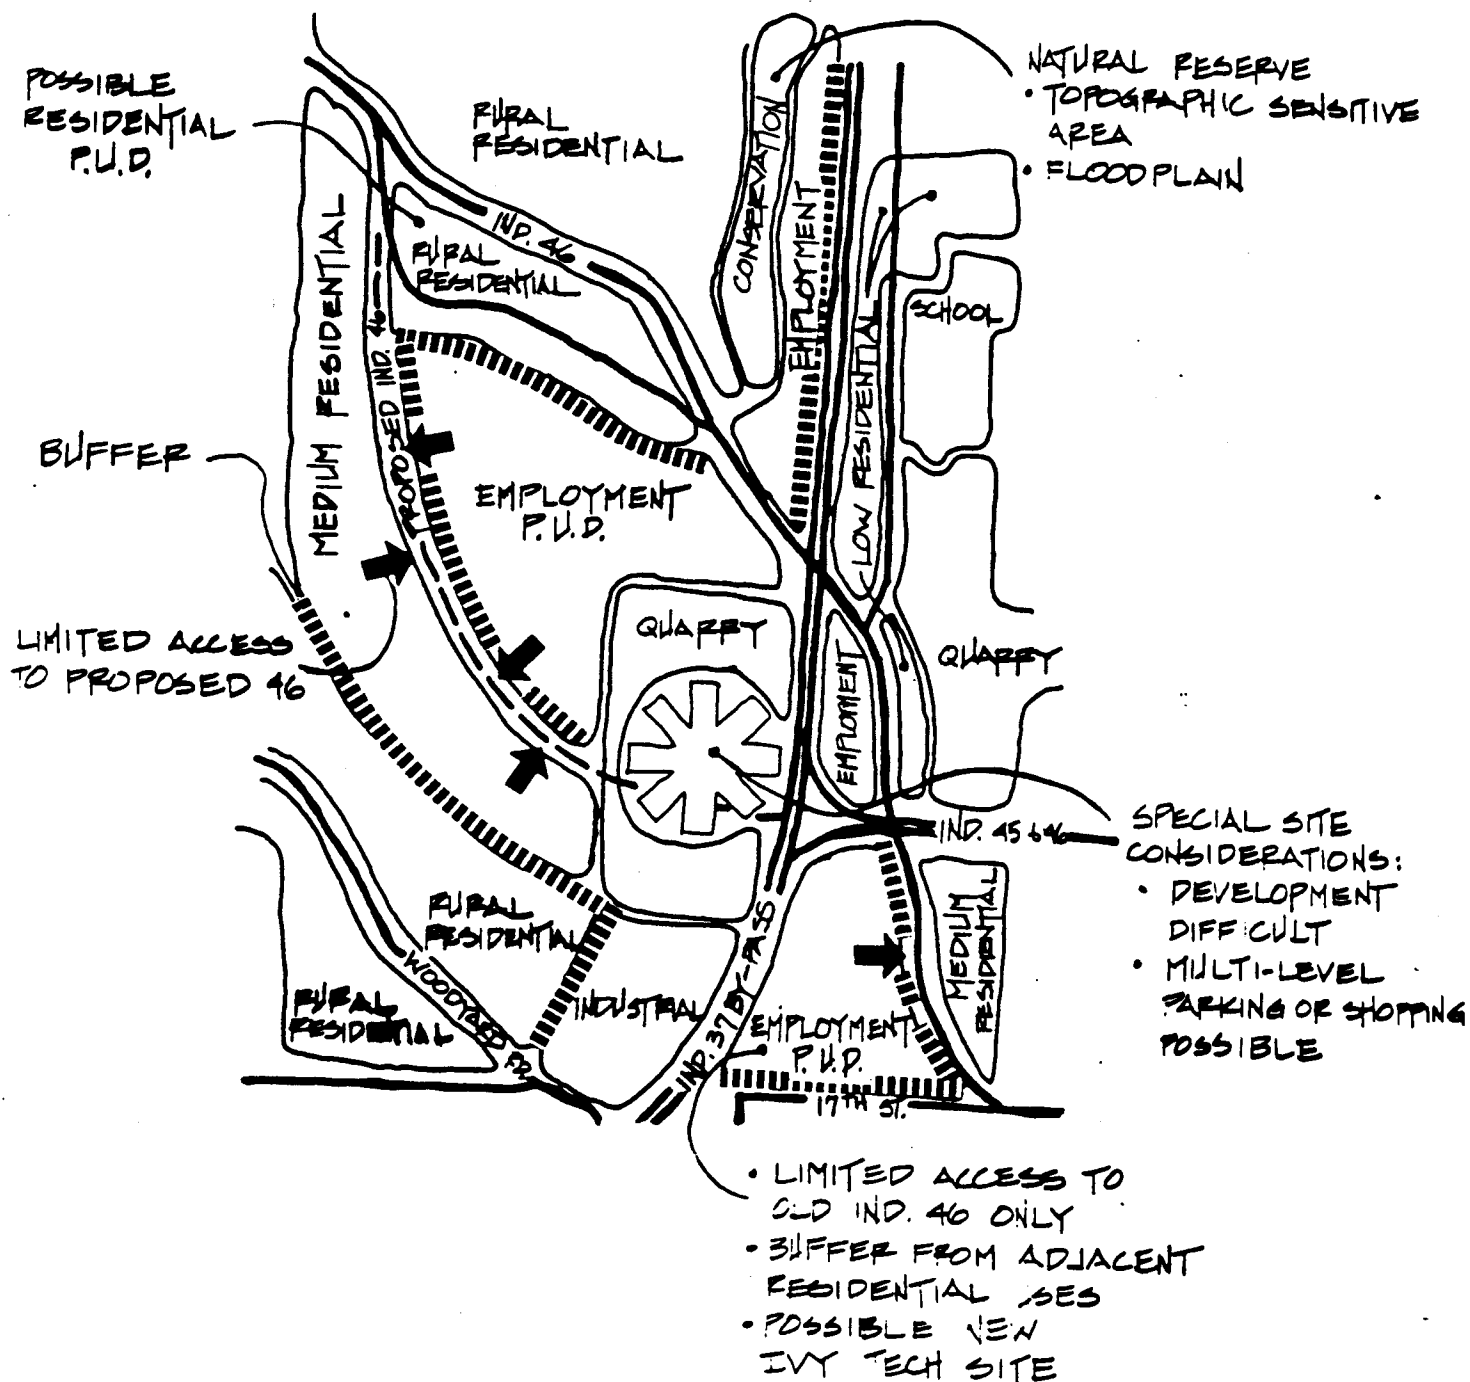 POSSIBLE
RESIDENTIAL
P.U.D.
RURAL
RESIDENTIAL
NATURAL RESERVE
• TOPOGRAPHIC SENSITIVE
AREA
• FLOODPLAIN
CONSERVATION
EMPLOYMENT
IND. 46
RURAL
RESIDENTIAL
MEDIUM RESIDENTIAL
PROPOSED IND. 46
SCHOOL
LOW RESIDENTIAL
BUFFER
EMPLOYMENT
P.U.D.
LIMITED ACCESS
TO PROPOSED 46
QUARRY
QUARRY
EMPLOYMENT
IND. 45 & 46
SPECIAL SITE
CONSIDERATIONS:
• DEVELOPMENT
DIFFICULT
• MULTI-LEVEL
PARKING OR SHOPPING
POSSIBLE
RURAL
RESIDENTIAL
MEDIUM
RESIDENTIAL
WOODYARD RD.
RURAL
RESIDENTIAL
INDUSTRIAL
IND. 37 BY-PASS
EMPLOYMENT
P.U.D.
17TH ST.
• LIMITED ACCESS TO
OLD IND. 46 ONLY
• BUFFER FROM ADJACENT
RESIDENTIAL USES
• POSSIBLE NEW
IVY TECH SITE